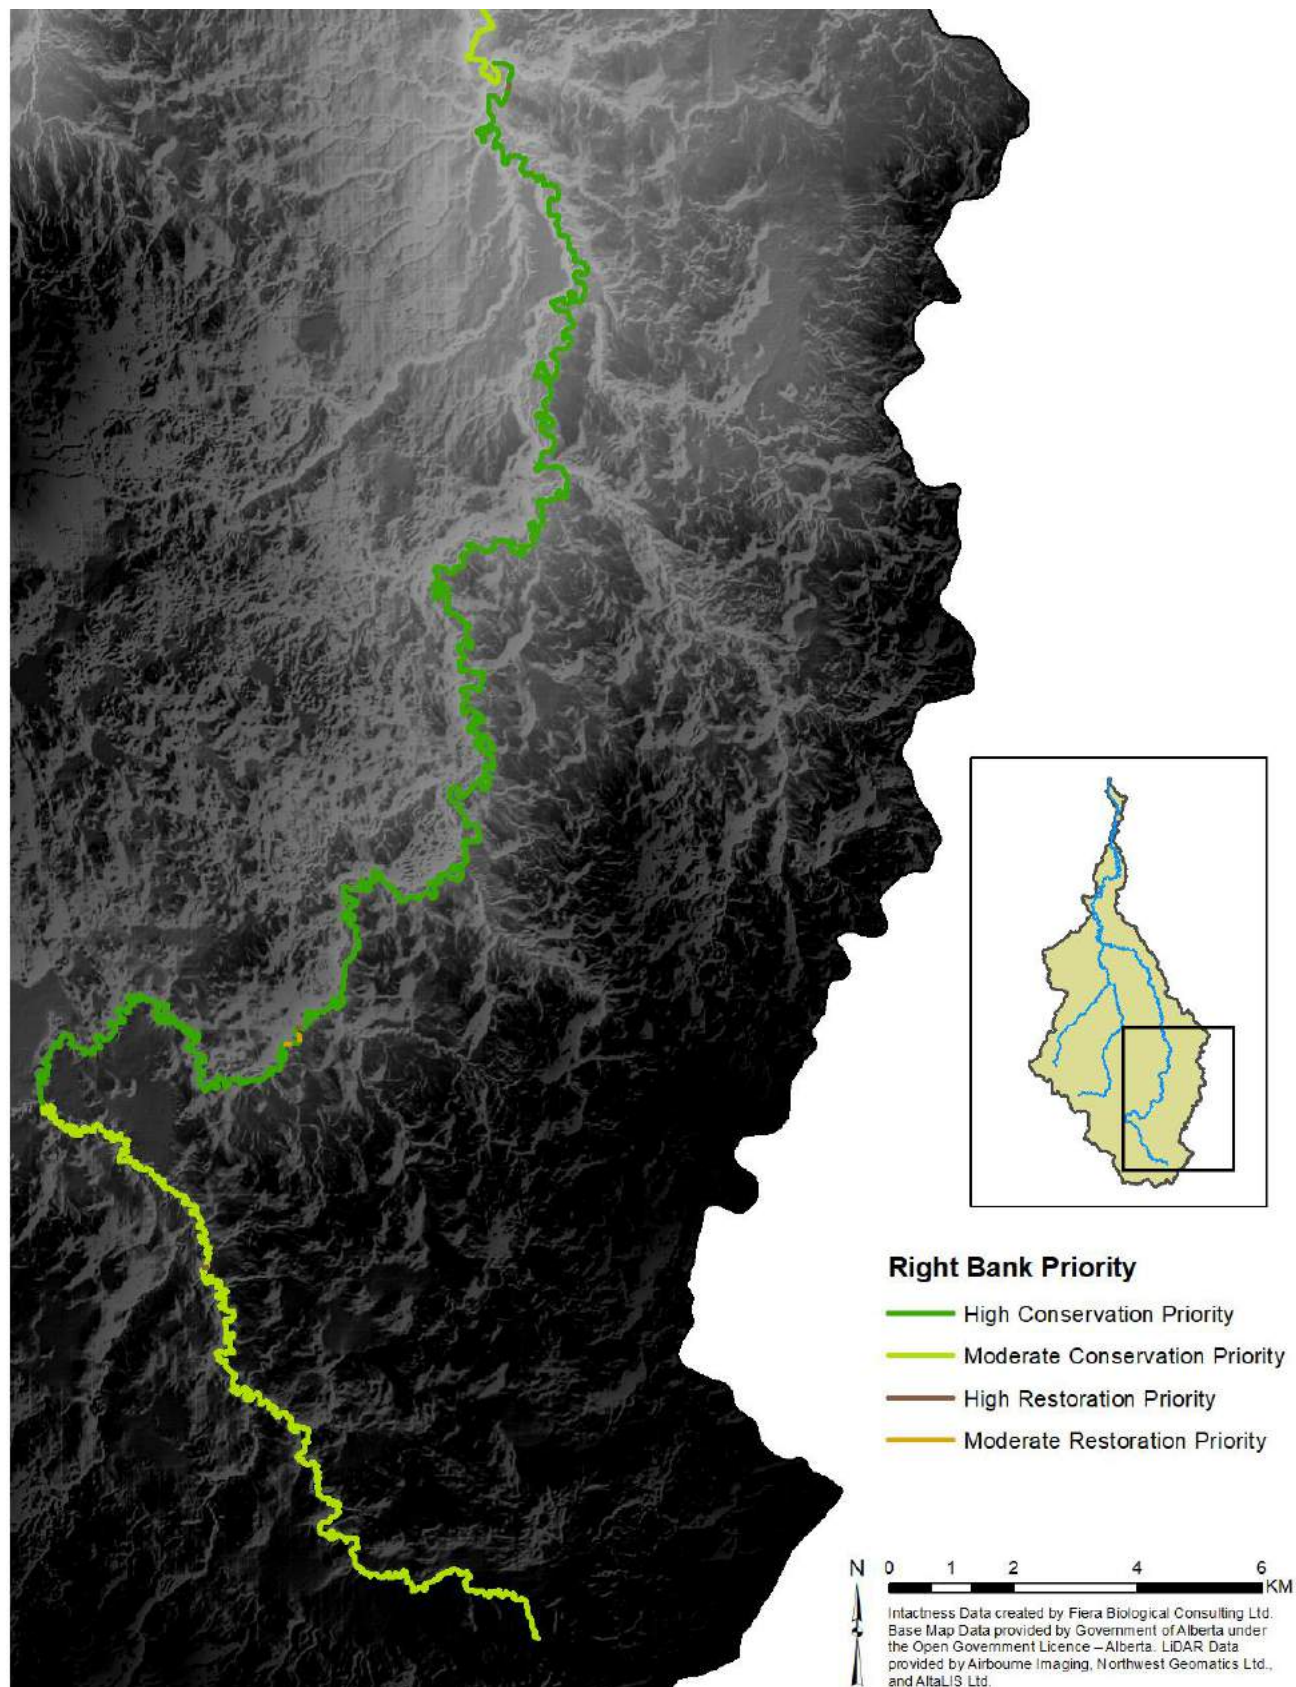 Right Bank Priority
High Conservation Priority
Moderate Conservation Priority
High Restoration Priority
Moderate Restoration Priority
N
0 1 2 4 6
KM
Intactness Data created by Fiera Biological Consulting Ltd.
Base Map Data provided by Government of Alberta under
the Open Government Licence – Alberta. LiDAR Data
provided by Airbourne Imaging, Northwest Geomatics Ltd.,
and AltaLIS Ltd.